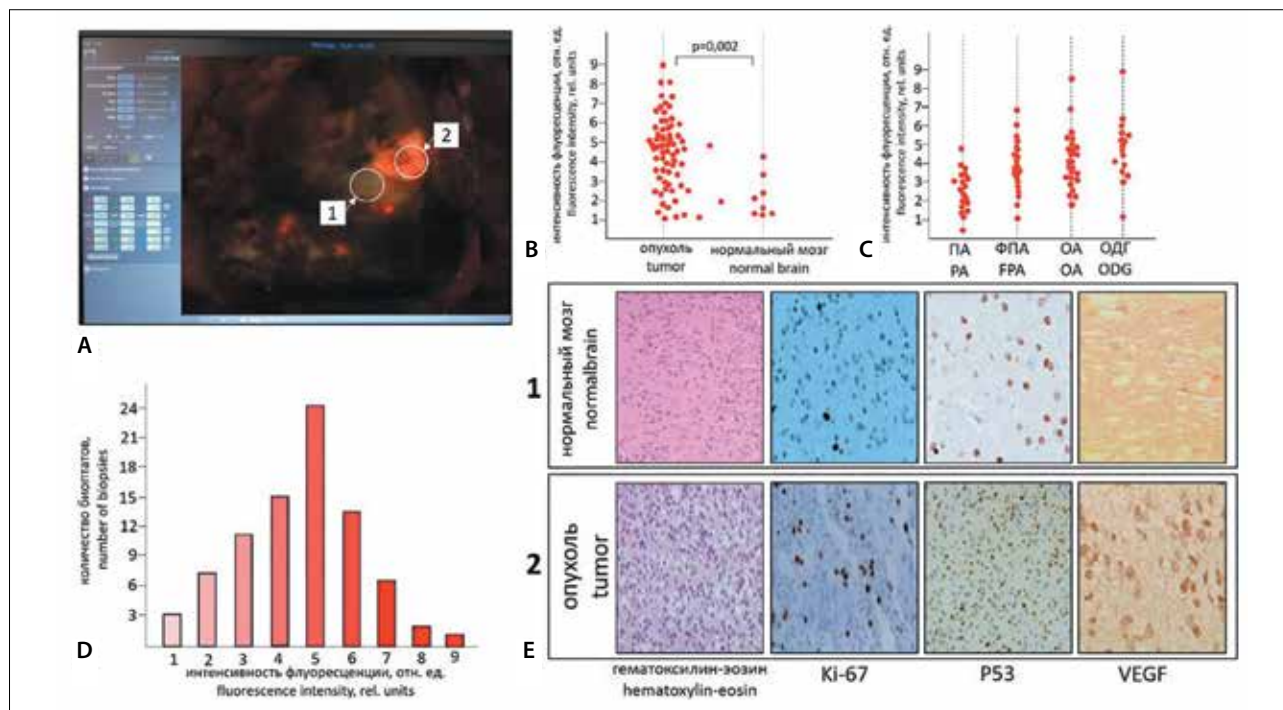 1
2
A
интенсивность флуоресценции, отн. ед.
fluorescence intensity, rel. units
p=0,002
9
8
7
6
5
4
3
2
1
опухоль
tumor
нормальный мозг
normal brain
B
интенсивность флуоресценции, отн. ед.
fluorescence intensity, rel. units
9
8
7
6
5
4
3
2
1
ПА
PA
ФПА
FPA
ОА
OA
ОДГ
ODG
C
количество биоптатов,
number of biopsies
24
21
18
15
12
9
6
3
1 2 3 4 5 6 7 8 9
интенсивность флуоресценции, отн. ед.
fluorescence intensity, rel. units
D
1
нормальный мозг
normalbrain
2
опухоль
tumor
E
гематоксилин-эозин
hematoxylin-eosin
Ki-67
P53
VEGF